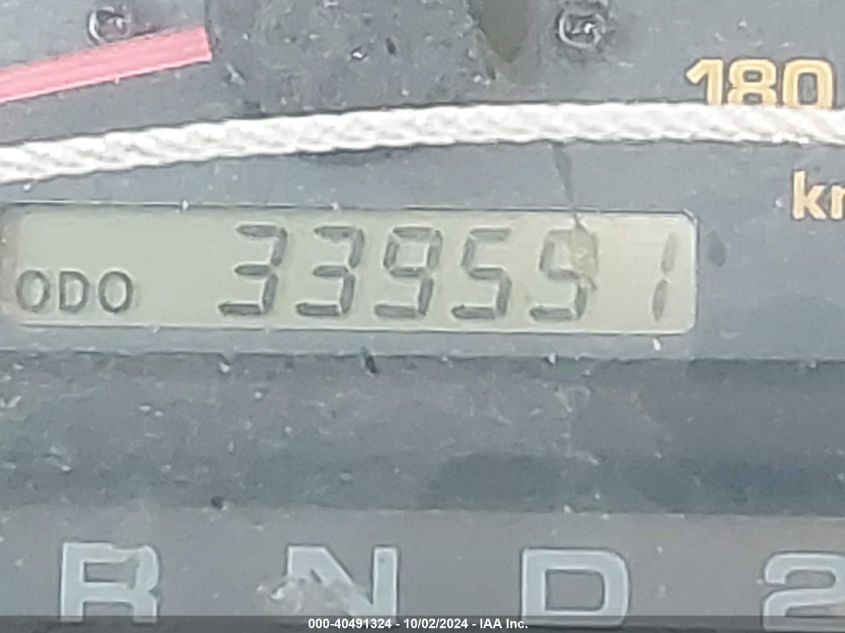 180
km
ODO 339591
R N D 2
000-40491324 - 10/02/2024 - IAA Inc.